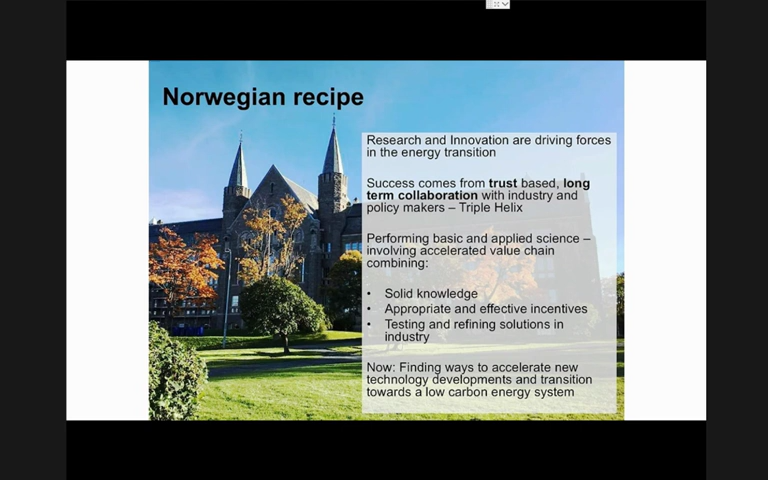 Norwegian recipe
Research and Innovation are driving forces
in the energy transition
Success comes from trust based, long
term collaboration with industry and
policy makers – Triple Helix
Performing basic and applied science –
involving accelerated value chain
combining:
• Solid knowledge
• Appropriate and effective incentives
• Testing and refining solutions in
industry
Now: Finding ways to accelerate new
technology developments and transition
towards a low carbon energy system